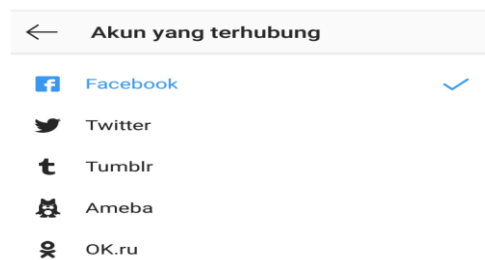 Akun yang terhubung
Facebook
Twitter
Tumblr
Ameba
OK.ru